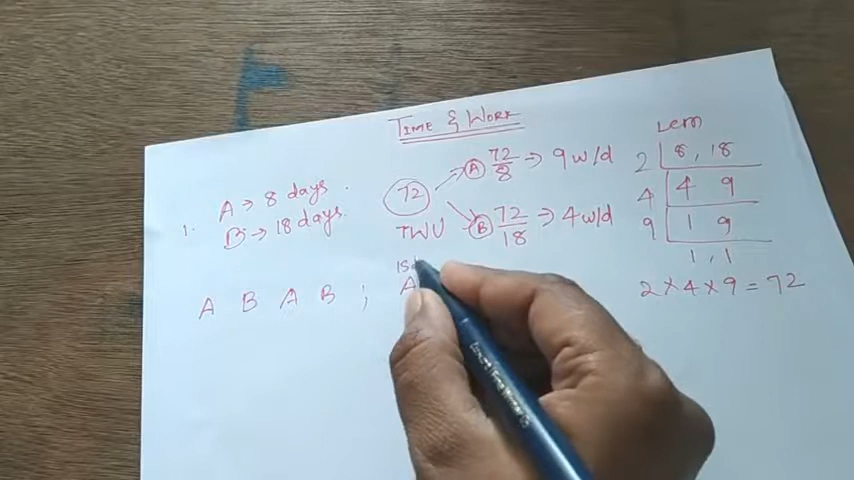 TIME & WORK
1. A → 8 days.
B → 18 days.
72
TWU
A 72/8 → 9 w/d
B 72/18 → 4 w/d
Lcm
2 8, 18
4 4 9
9 1 9
1, 1
2 × 4 × 9 = 72
A B A B ; A